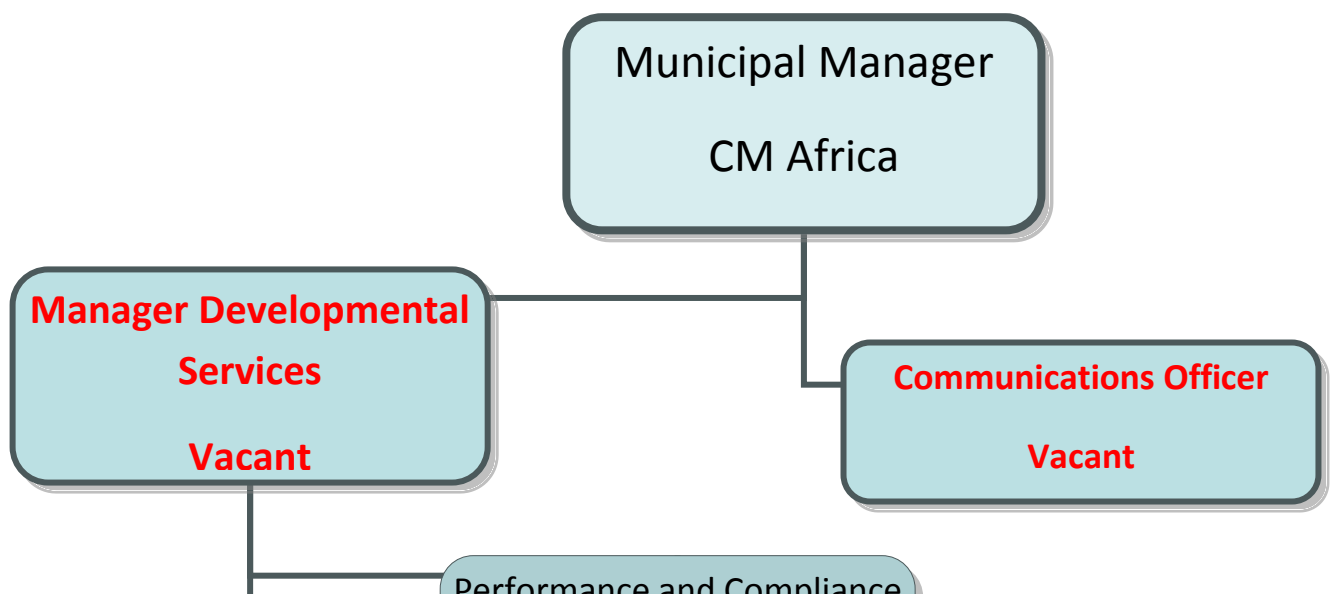 Municipal Manager
CM Africa
Manager Developmental
Services
Vacant
Communications Officer
Vacant
Performance and Compliance